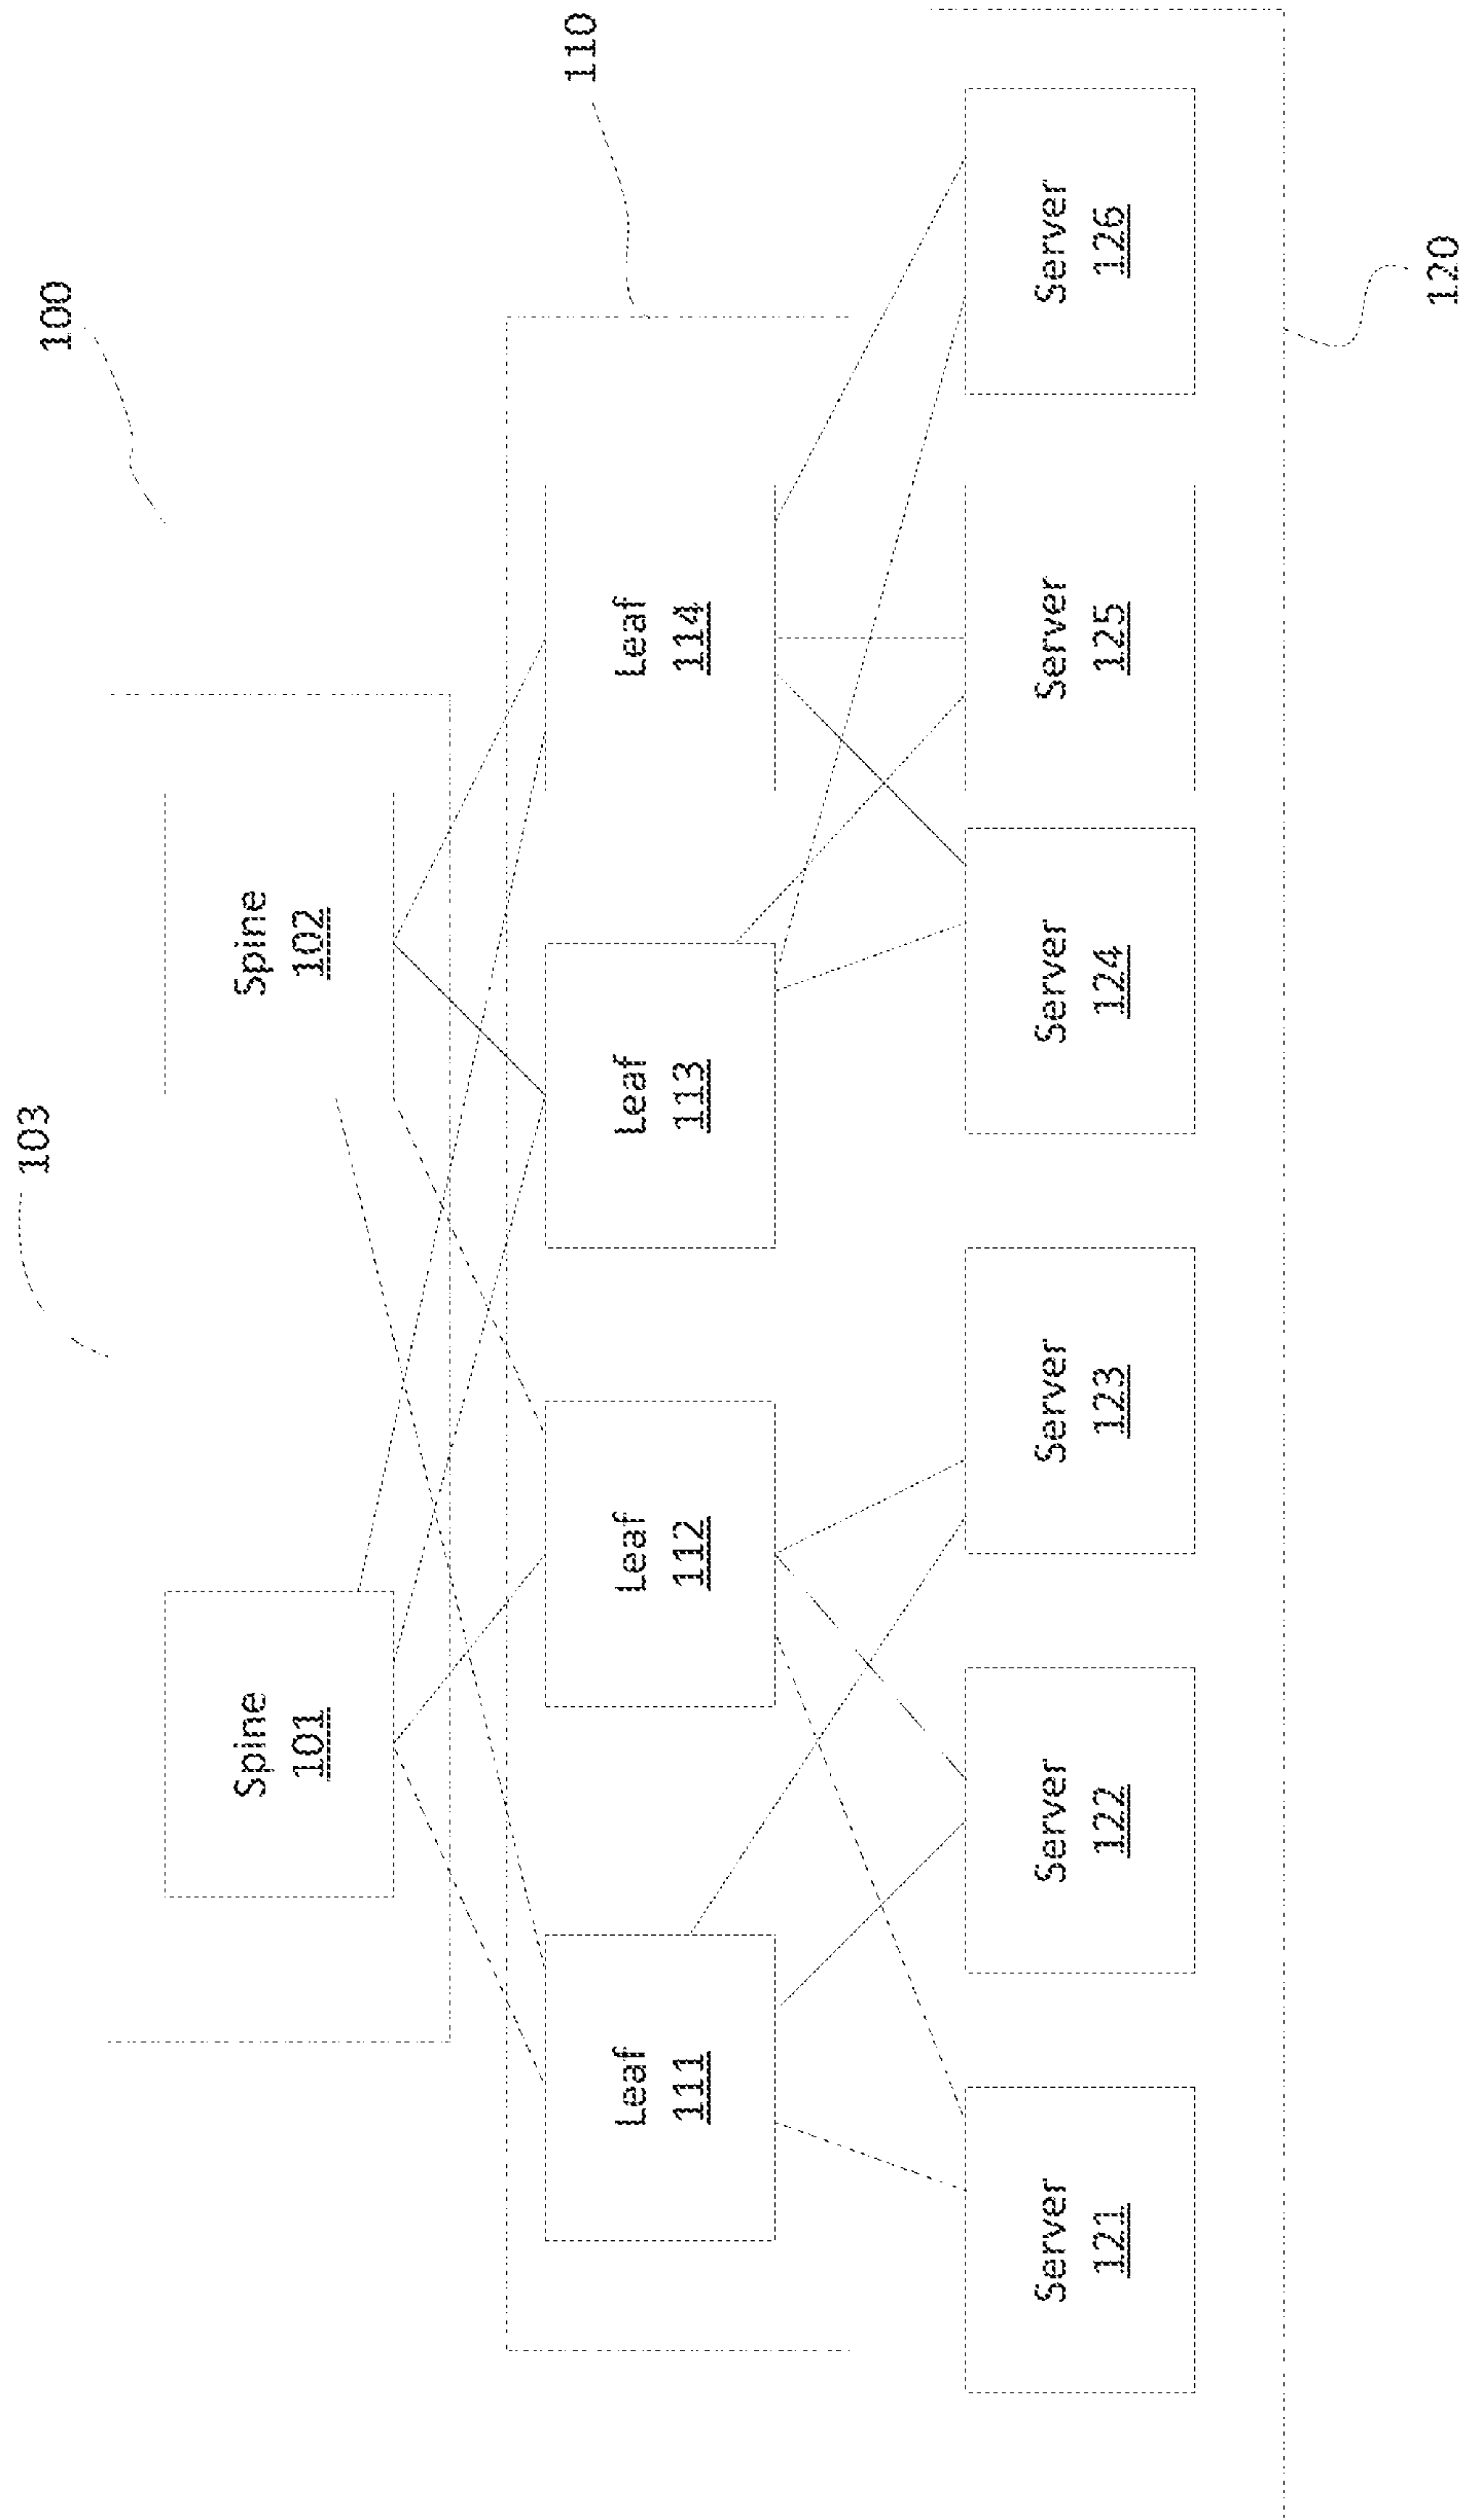 100
103
Spine
101
Spine
102
110
Leaf
111
Leaf
112
Leaf
113
Leaf
114
Server
121
Server
122
Server
123
Server
124
Server
125
Server
126
120